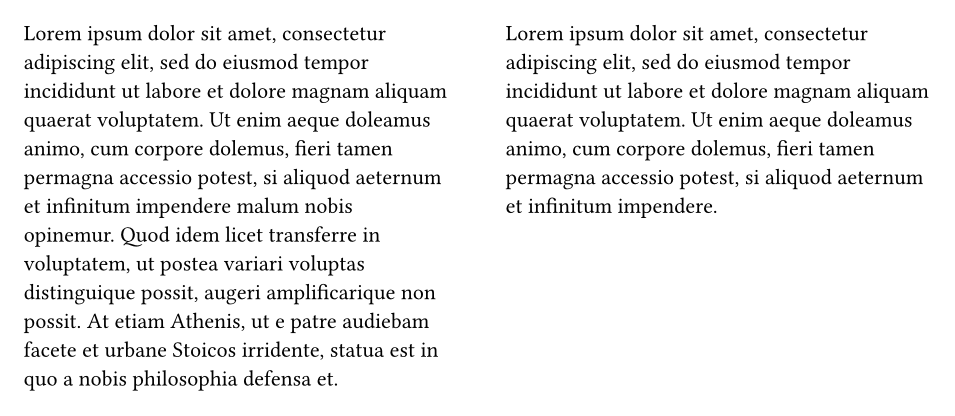 Lorem ipsum dolor sit amet, consectetur
adipiscing elit, sed do eiusmod tempor
incididunt ut labore et dolore magnam aliquam
quaerat voluptatem. Ut enim aeque doleamus
animo, cum corpore dolemus, fieri tamen
permagna accessio potest, si aliquod aeternum
et infinitum impendere malum nobis
opinemur. Quod idem licet transferre in
voluptatem, ut postea variari voluptas
distinguique possit, augeri amplificarique non
possit. At etiam Athenis, ut e patre audiebam
facete et urbane Stoicos irridente, statua est in
quo a nobis philosophia defensa et.
Lorem ipsum dolor sit amet, consectetur
adipiscing elit, sed do eiusmod tempor
incididunt ut labore et dolore magnam aliquam
quaerat voluptatem. Ut enim aeque doleamus
animo, cum corpore dolemus, fieri tamen
permagna accessio potest, si aliquod aeternum
et infinitum impendere.